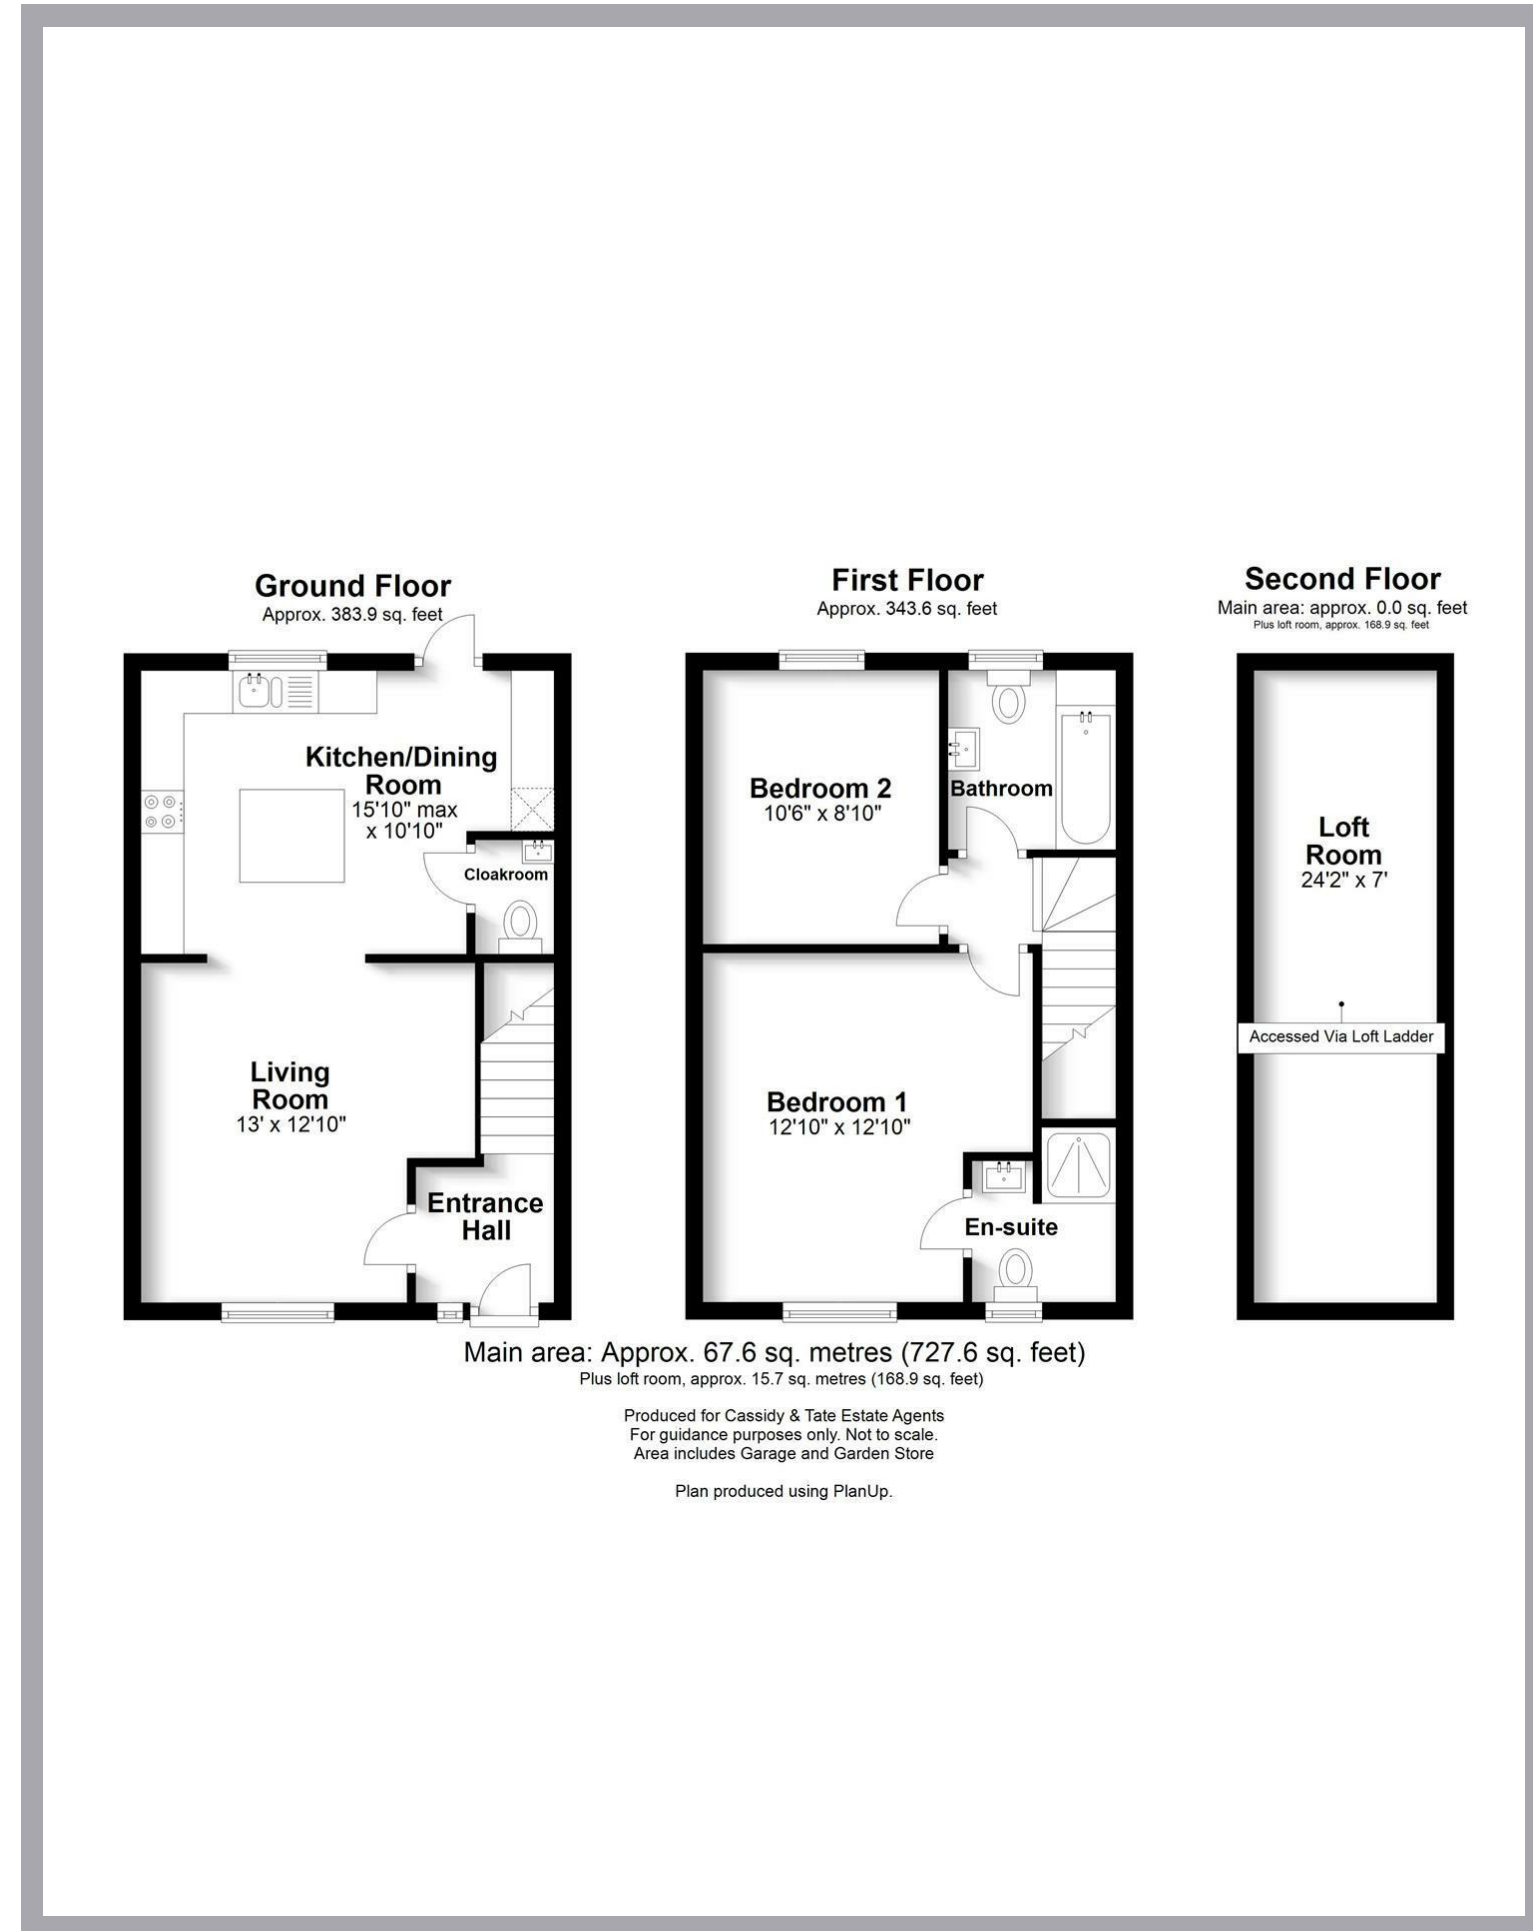 Ground Floor
Approx. 383.9 sq. feet
Kitchen/Dining
Room
15'10" max
x 10'10"
Cloakroom
Living
Room
13' x 12'10"
Entrance
Hall
First Floor
Approx. 343.6 sq. feet
Bedroom 2
10'6" x 8'10"
Bathroom
Bedroom 1
12'10" x 12'10"
En-suite
Second Floor
Main area: approx. 0.0 sq. feet
Plus loft room, approx. 168.9 sq. feet
Loft
Room
24'2" x 7'
Accessed Via Loft Ladder
Main area: Approx. 67.6 sq. metres (727.6 sq. feet)
Plus loft room, approx. 15.7 sq. metres (168.9 sq. feet)
Produced for Cassidy & Tate Estate Agents
For guidance purposes only. Not to scale.
Area includes Garage and Garden Store
Plan produced using PlanUp.